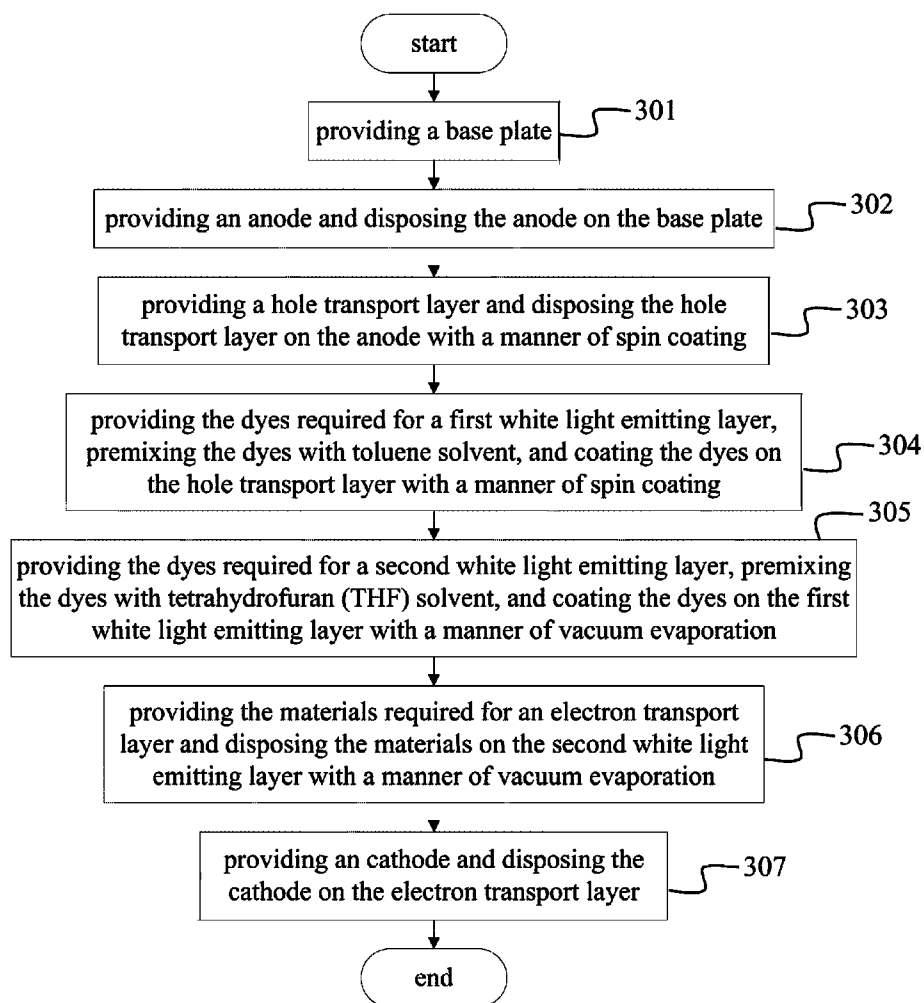 start
providing a base plate
301
providing an anode and disposing the anode on the base plate
302
providing a hole transport layer and disposing the hole
transport layer on the anode with a manner of spin coating
303
providing the dyes required for a first white light emitting layer,
premixing the dyes with toluene solvent, and coating the dyes on
the hole transport layer with a manner of spin coating
304
305
providing the dyes required for a second white light emitting layer, premixing
the dyes with tetrahydrofuran (THF) solvent, and coating the dyes on the first
white light emitting layer with a manner of vacuum evaporation
providing the materials required for an electron transport
layer and disposing the materials on the second white light
emitting layer with a manner of vacuum evaporation
306
providing an cathode and disposing the
cathode on the electron transport layer
307
end